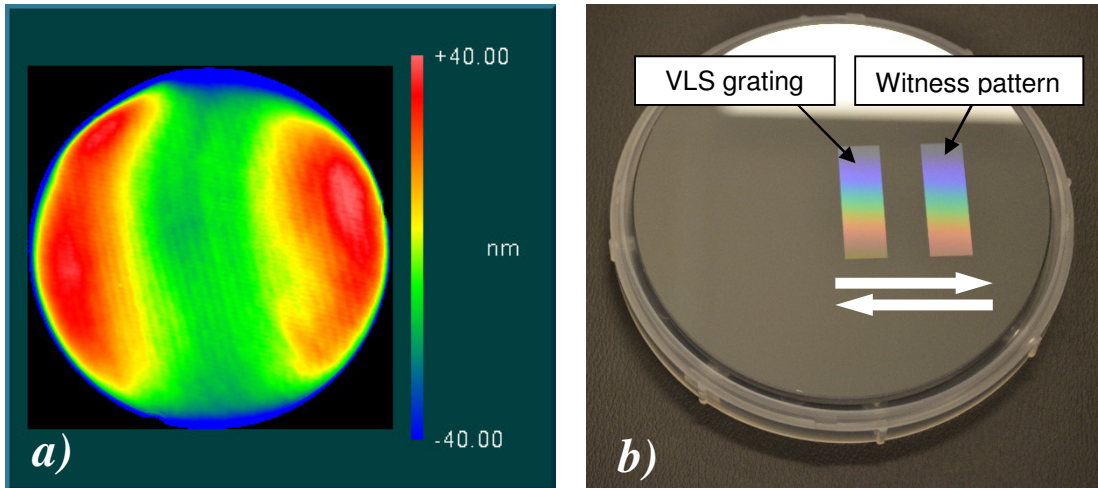 +40.00
nm
-40.00
a)
VLS grating
Witness pattern
b)